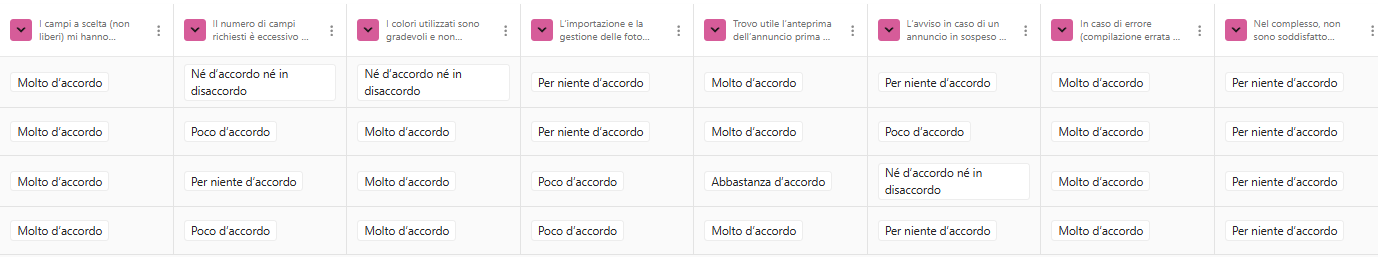 I campi a scelta (non
liberi) mi hanno...
Il numero di campi
richiesti è eccessivo ...
I colori utilizzati sono
gradevoli e non...
L'importazione e la
gestione delle foto...
Trovo utile l'anteprima
dell'annuncio prima ...
L'avviso in caso di un
annuncio in sospeso ...
In caso di errore
(compilazione errata ...
Nel complesso, non
sono soddisfatto...
Molto d'accordo
Né d'accordo né in
disaccordo
Né d'accordo né in
disaccordo
Per niente d'accordo
Molto d'accordo
Per niente d'accordo
Molto d'accordo
Per niente d'accordo
Molto d'accordo
Poco d'accordo
Molto d'accordo
Per niente d'accordo
Molto d'accordo
Poco d'accordo
Molto d'accordo
Per niente d'accordo
Molto d'accordo
Per niente d'accordo
Molto d'accordo
Poco d'accordo
Abbastanza d'accordo
Né d'accordo né in
disaccordo
Molto d'accordo
Per niente d'accordo
Molto d'accordo
Poco d'accordo
Molto d'accordo
Poco d'accordo
Molto d'accordo
Per niente d'accordo
Molto d'accordo
Per niente d'accordo